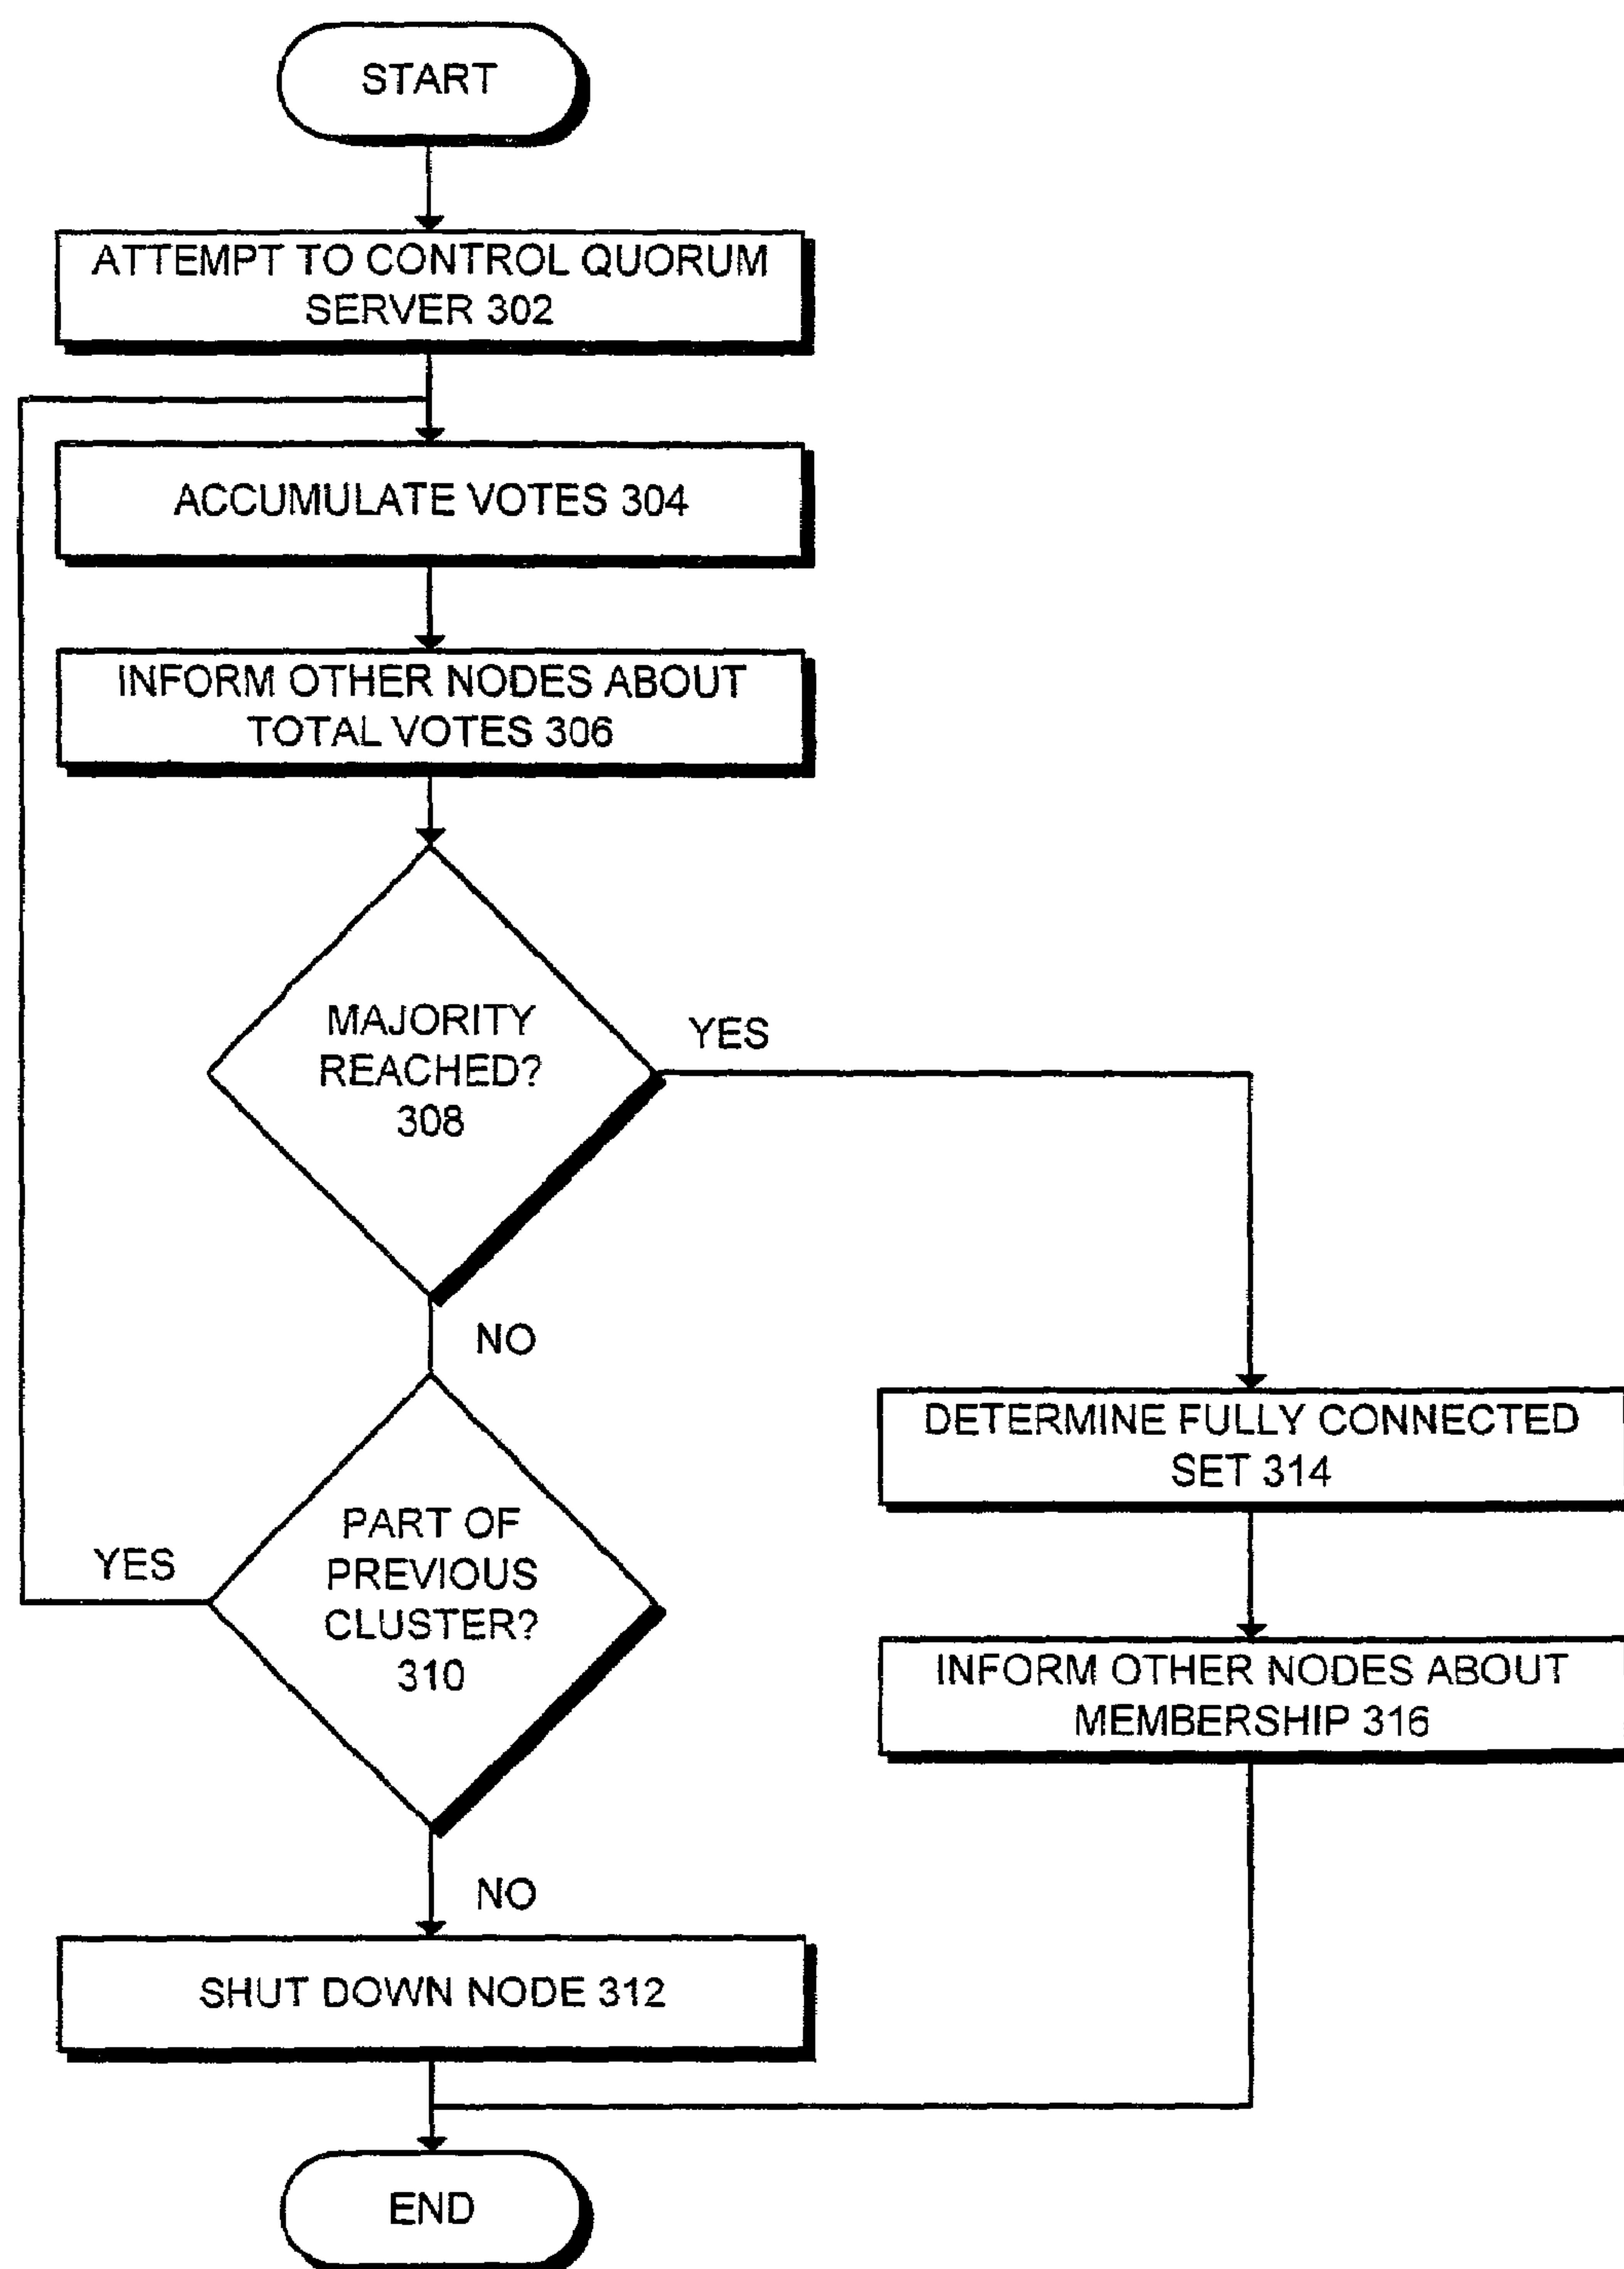 START
ATTEMPT TO CONTROL QUORUM
SERVER 302
ACCUMULATE VOTES 304
INFORM OTHER NODES ABOUT
TOTAL VOTES 306
MAJORITY
REACHED?
308
YES
NO
DETERMINE FULLY CONNECTED
SET 314
PART OF
PREVIOUS
CLUSTER?
310
YES
INFORM OTHER NODES ABOUT
MEMBERSHIP 316
NO
SHUT DOWN NODE 312
END